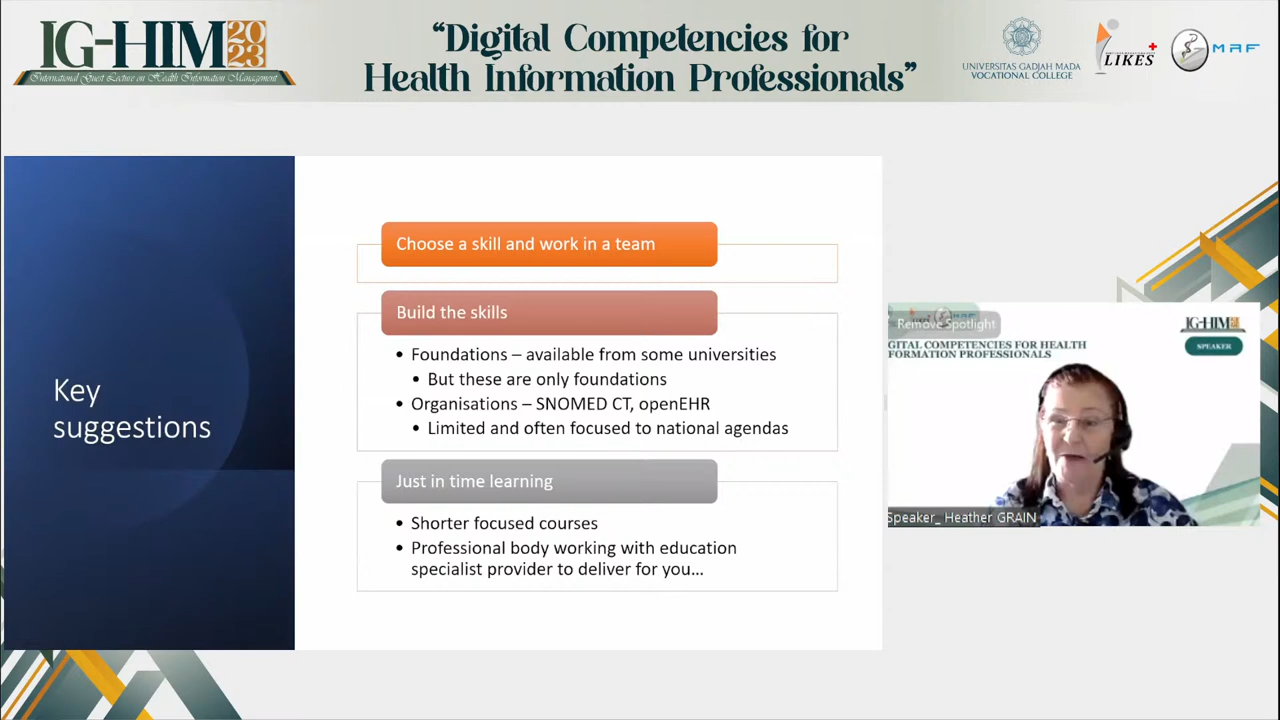 IG-HIM 2023
International Guest Lecture on Health Information Management
“Digital Competencies for
Health Information Professionals”
UNIVERSITAS GADJAH MADA
VOCATIONAL COLLEGE
LIKES
MRF
Key
suggestions
Choose a skill and work in a team
Build the skills
• Foundations – available from some universities
• But these are only foundations
• Organisations – SNOMED CT, openEHR
• Limited and often focused to national agendas
Just in time learning
• Shorter focused courses
• Professional body working with education
specialist provider to deliver for you...
Remove Spotlight
IG-HIM
SPEAKER
GITAL COMPETENCIES FOR HEALTH
FORMATION PROFESSIONALS
Speaker_ Heather GRAIN